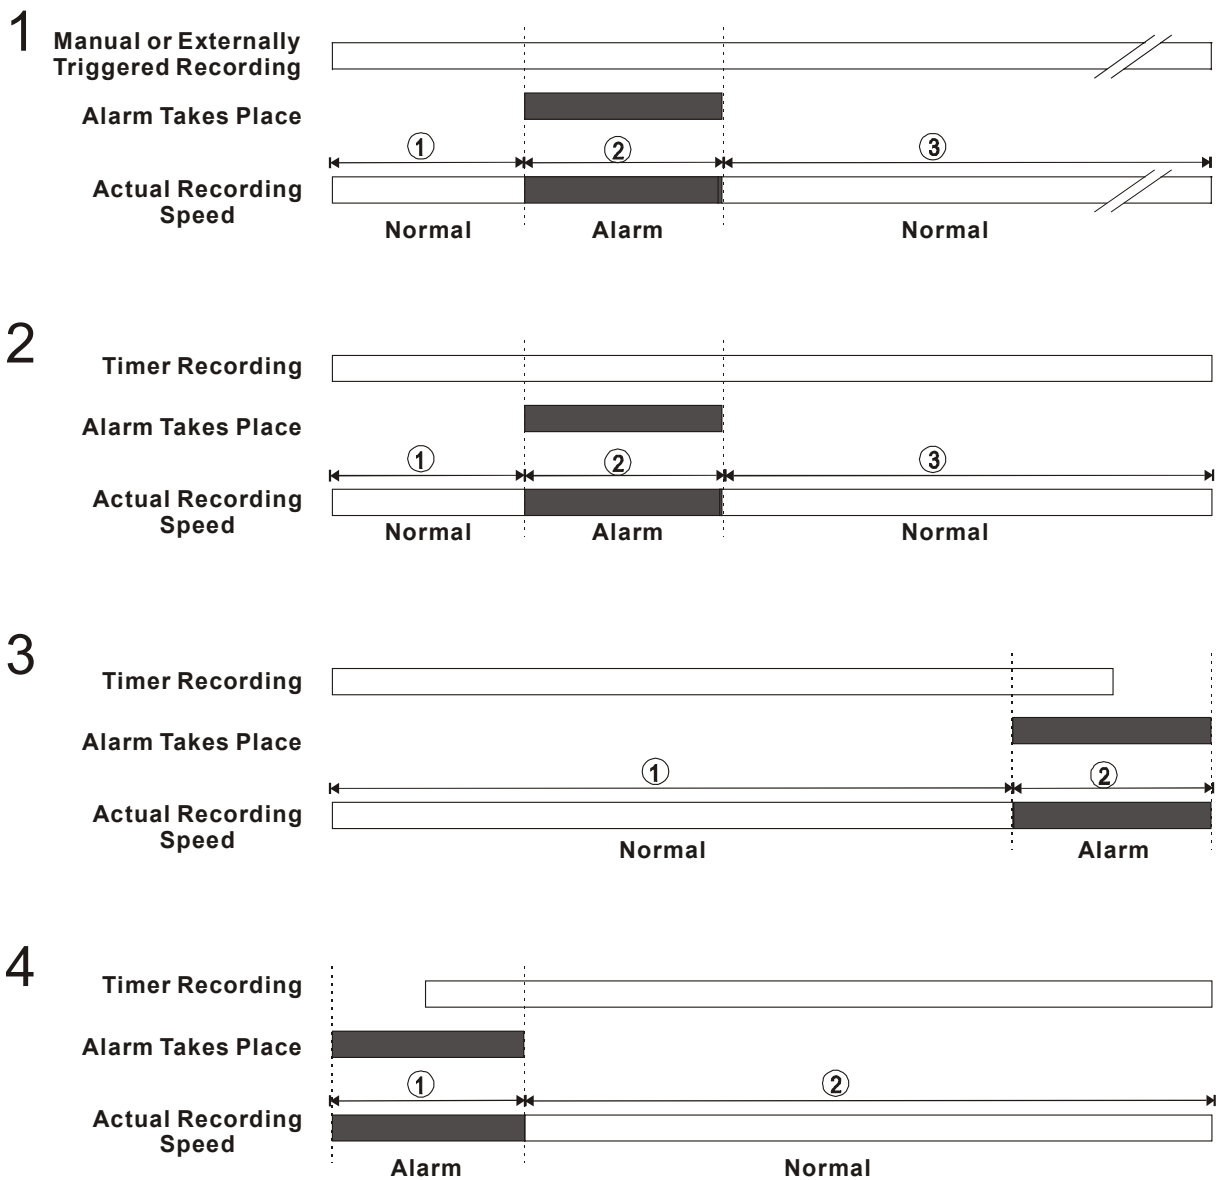 1
Manual or Externally
Triggered Recording
Alarm Takes Place
① ② ③
Actual Recording
Speed
Normal Alarm Normal
2
Timer Recording
Alarm Takes Place
① ② ③
Actual Recording
Speed
Normal Alarm Normal
3
Timer Recording
Alarm Takes Place
① ②
Actual Recording
Speed
Normal Alarm
4
Timer Recording
Alarm Takes Place
① ②
Actual Recording
Speed
Alarm Normal